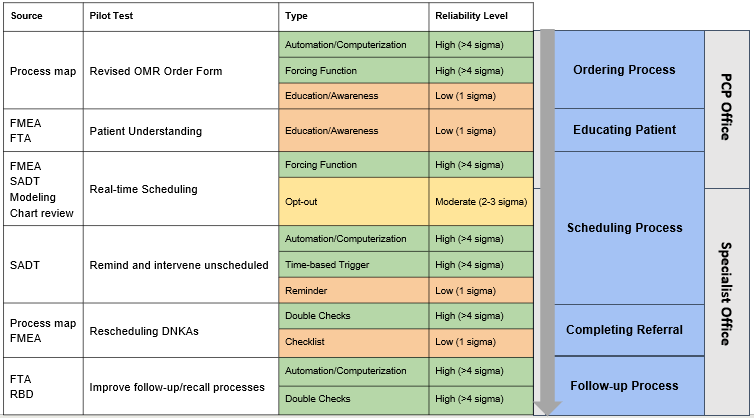 Source Pilot Test Type Reliability Level
Process map Revised OMR Order Form
Automation/Computerization High (>4 sigma)
Forcing Function High (>4 sigma)
Education/Awareness Low (1 sigma)
FMEA
FTA
Patient Understanding Education/Awareness Low (1 sigma)
FMEA
SADT
Modeling
Chart review
Real-time Scheduling
Forcing Function High (>4 sigma)
Opt-out Moderate (2-3 sigma)
SADT Remind and intervene unscheduled
Automation/Computerization High (>4 sigma)
Time-based Trigger High (>4 sigma)
Reminder Low (1 sigma)
Process map
FMEA
Rescheduling DNKAs
Double Checks High (>4 sigma)
Checklist Low (1 sigma)
FTA
RBD
Improve follow-up/recall processes
Automation/Computerization High (>4 sigma)
Double Checks High (>4 sigma)
Ordering Process
Educating Patient
Scheduling Process
Completing Referral
Follow-up Process
PCP Office
Specialist Office